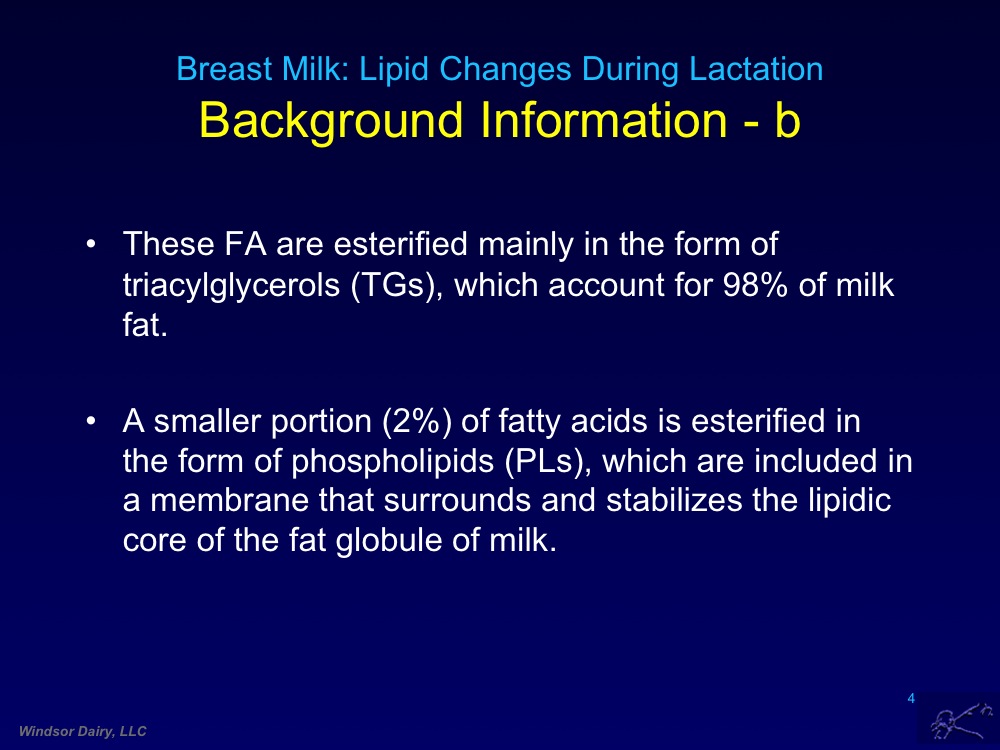 Breast Milk: Lipid Changes During Lactation
Background Information - b
• These FA are esterified mainly in the form of
triacylglycerols (TGs), which account for 98% of milk
fat.
• A smaller portion (2%) of fatty acids is esterified in
the form of phospholipids (PLs), which are included in
a membrane that surrounds and stabilizes the lipidic
core of the fat globule of milk.
4
Windsor Dairy, LLC